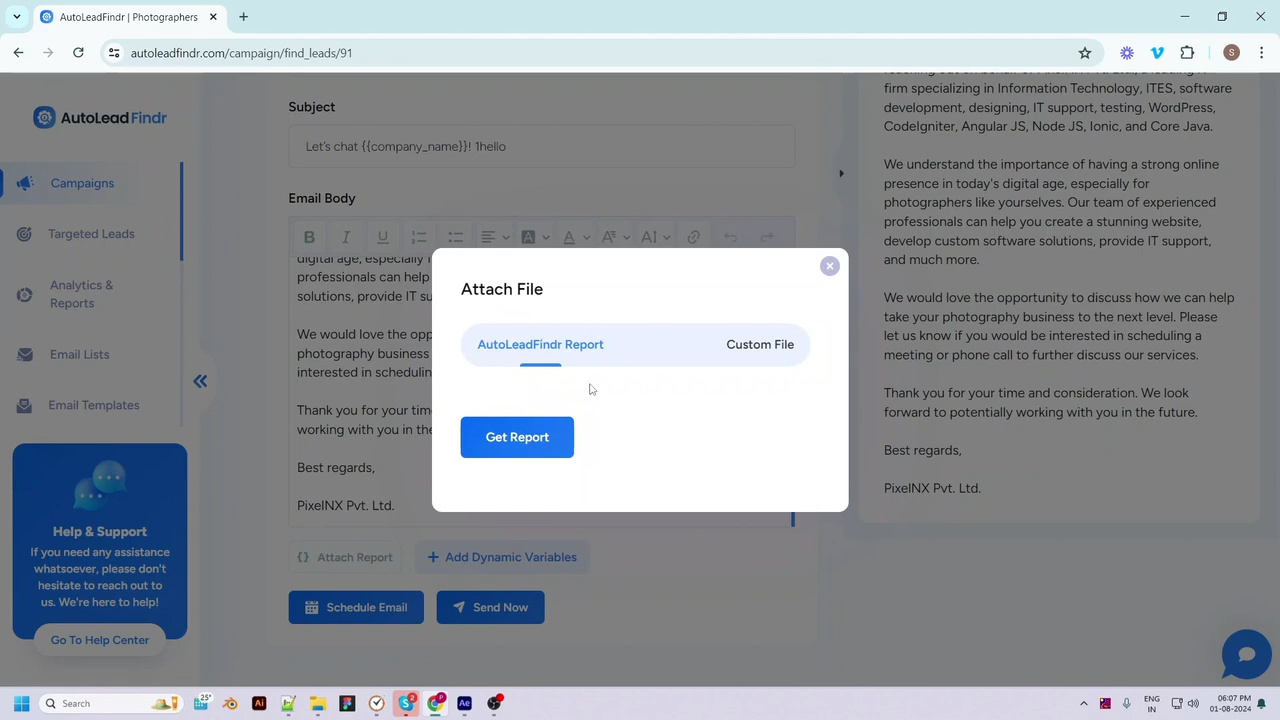 AutoLeadFindr | Photographers
autoleadfindr.com/campaign/find_leads/91
S
AutoLeadFindr
Campaigns
Targeted Leads
Analytics &
Reports
Email Lists
Email Templates
Help & Support
If you need any assistance
whatsoever, please don't
hesitate to reach out to
us. We're here to help!
Go To Help Center
Subject
Let's chat {{company_name}}! 1hello
Email Body
digital age, especially f
professionals can help
solutions, provide IT su
We would love the opp
photography business
interested in scheduling
Thank you for your time
working with you in the
Best regards,
PixelNX Pvt. Ltd.
{} Attach Report
+ Add Dynamic Variables
Schedule Email
Send Now
Attach File
AutoLeadFindr Report
Custom File
Get Report
firm specializing in Information Technology, ITES, software
development, designing, IT support, testing, WordPress,
CodeIgniter, Angular JS, Node JS, Ionic, and Core Java.
We understand the importance of having a strong online
presence in today's digital age, especially for
photographers like yourselves. Our team of experienced
professionals can help you create a stunning website,
develop custom software solutions, provide IT support,
and much more.
We would love the opportunity to discuss how we can help
take your photography business to the next level. Please
let us know if you would be interested in scheduling a
meeting or phone call to further discuss our services.
Thank you for your time and consideration. We look
forward to potentially working with you in the future.
Best regards,
PixelNX Pvt. Ltd.
Search
25°
Ai
2
P
Ae
ENG
IN
06:07 PM
01-08-2024